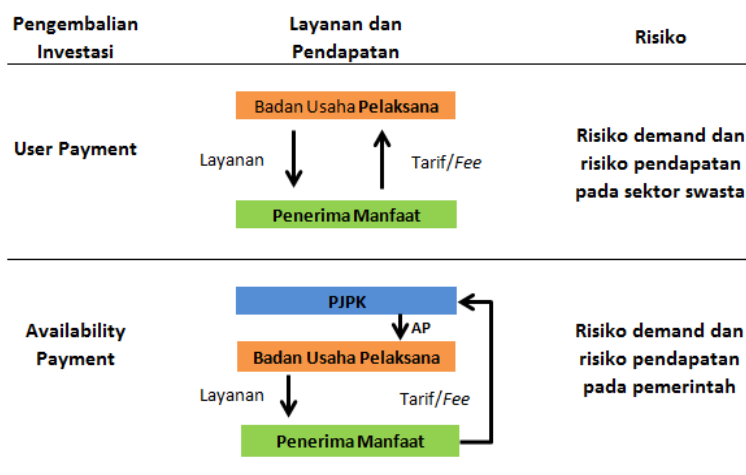 Pengembalian
Investasi
Layanan dan
Pendapatan
Risiko
User Payment
Badan Usaha Pelaksana
Layanan
Tarif/Fee
Penerima Manfaat
Risiko demand dan
risiko pendapatan
pada sektor swasta
Availability
Payment
PJPK
AP
Badan Usaha Pelaksana
Layanan
Tarif/Fee
Penerima Manfaat
Risiko demand dan
risiko pendapatan
pada pemerintah